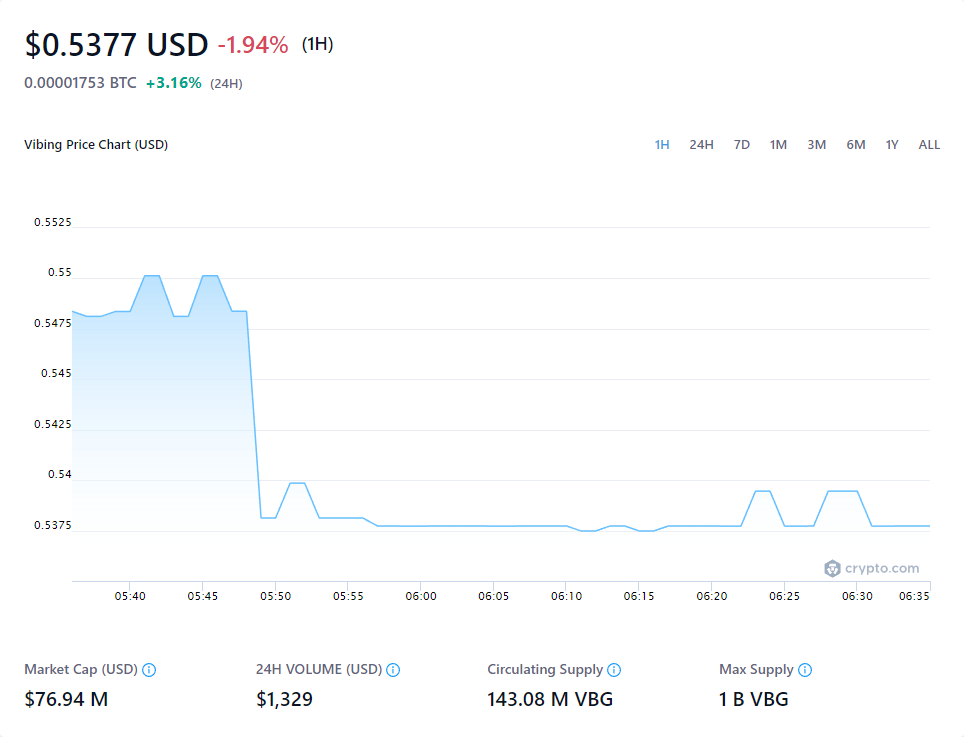 $0.5377 USD -1.94% (1H)
0.00001753 BTC +3.16% (24H)
Vibing Price Chart (USD) 1H 24H 7D 1M 3M 6M 1Y ALL
0.5525
0.55
0.5475
0.545
0.5425
0.54
0.5375
crypto.com
05:40 05:45 05:50 05:55 06:00 06:05 06:10 06:15 06:20 06:25 06:30 06:35
Market Cap (USD) 24H VOLUME (USD) Circulating Supply Max Supply
$76.94 M $1,329 143.08 M VBG 1 B VBG